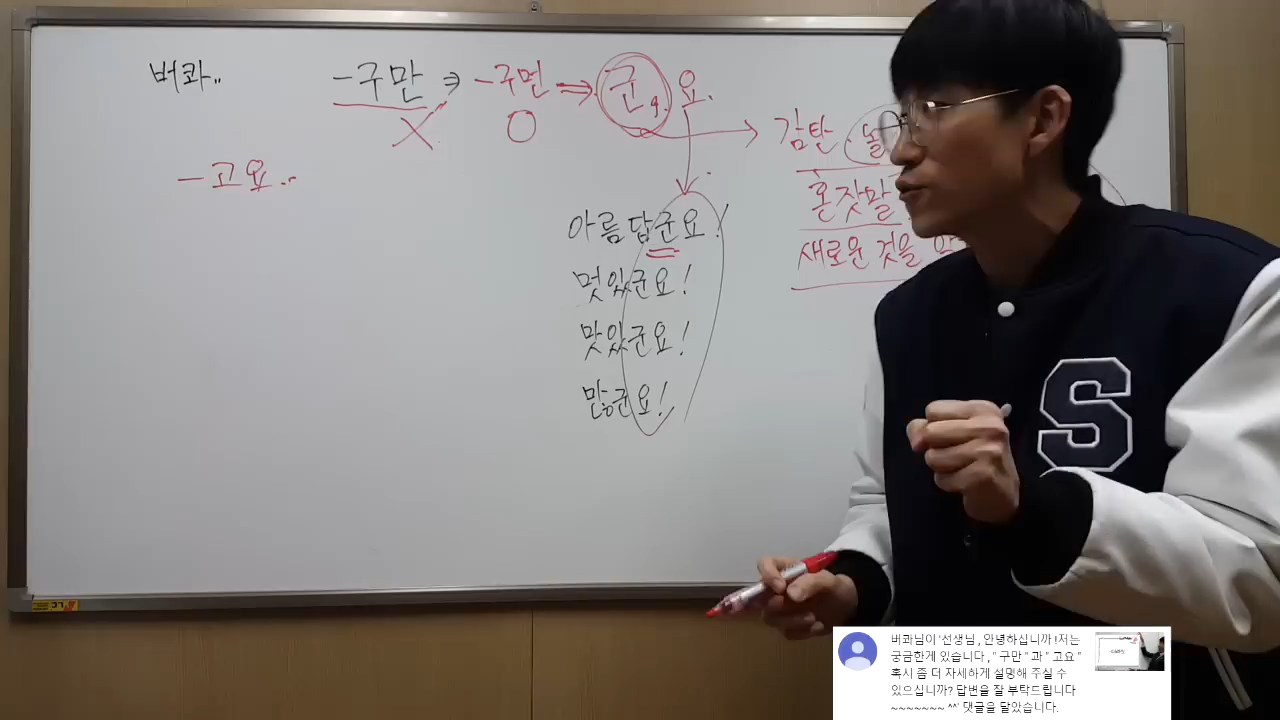 버콰..
-구만 → -구면 ⇒ 군, 요.
X O
-고요..
감탄, 놀
혼잣말
새로운 것을
아름답군요!
멋있군요!
맛있군요!
많군요!
S
버콰님이 '선생님 , 안녕하십니까 !저는
궁금한게 있습니다 , " 구만 " 과 " 고요 "
혹시 좀 더 자세하게 설명해 주실 수
있으십니까? 답변을 잘 부탁드립니다
~~~~~~~ ^^' 댓글을 달았습니다.